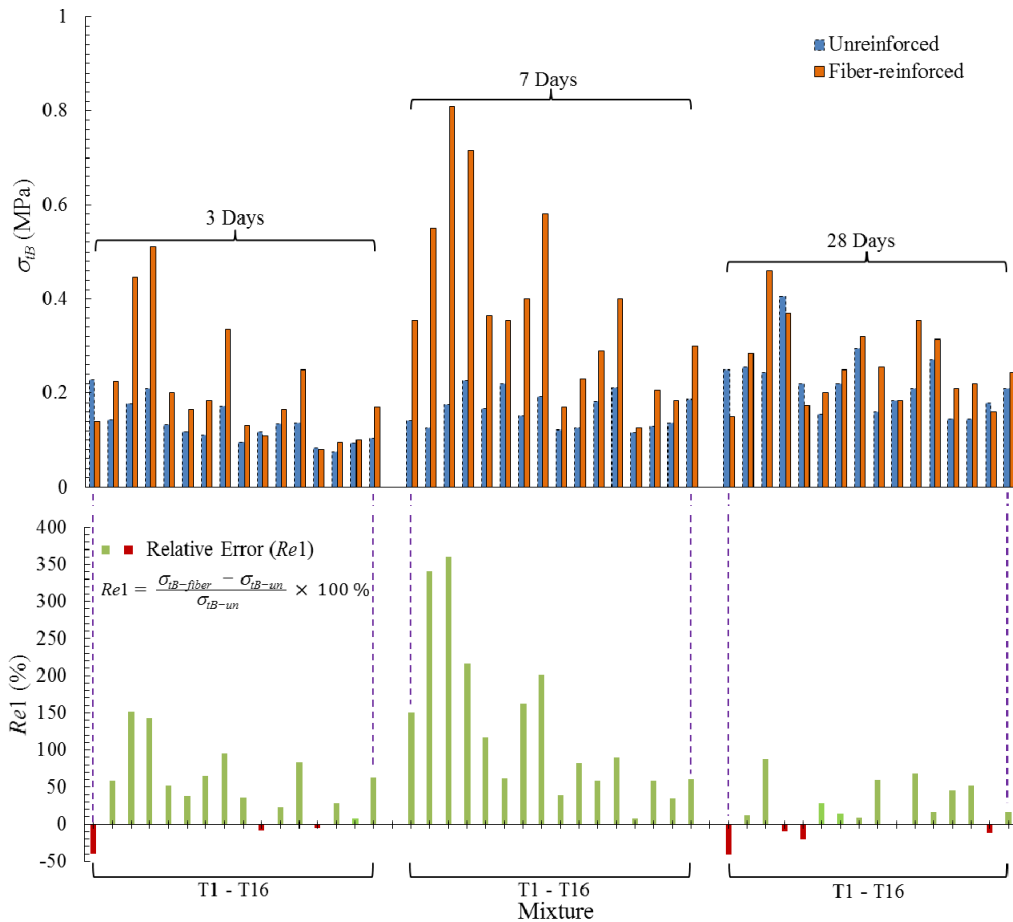 1
0.8
0.6
0.4
0.2
0
σtB (MPa)
Unreinforced
Fiber-reinforced
3 Days
7 Days
28 Days
400
350
300
250
200
150
100
50
0
-50
Re1 (%)
Relative Error (Re1)
Re1 = (σtB-fiber − σtB-un) / σtB-un × 100 %
T1 - T16
T1 - T16
T1 - T16
Mixture